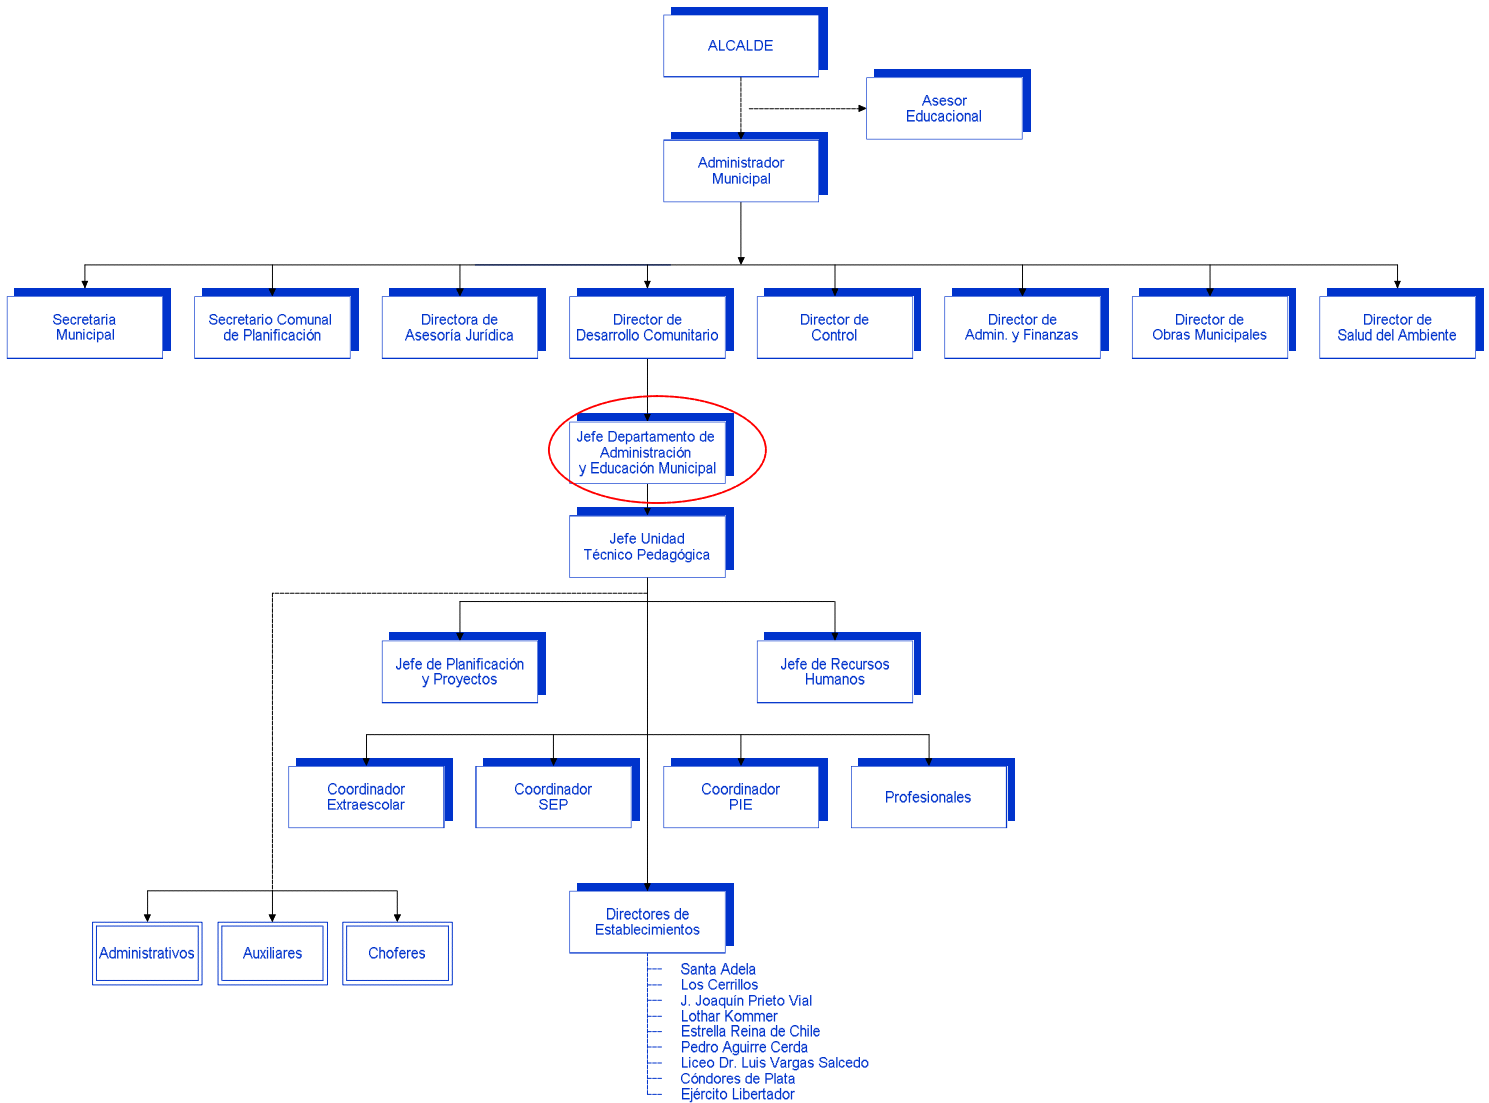 ALCALDE
Asesor
Educacional
Administrador
Municipal
Secretaria
Municipal
Secretario Comunal
de Planificación
Directora de
Asesoría Jurídica
Director de
Desarrollo Comunitario
Director de
Control
Director de
Admin. y Finanzas
Director de
Obras Municipales
Director de
Salud del Ambiente
Jefe Departamento de
Administración
y Educación Municipal
Jefe Unidad
Técnico Pedagógica
Jefe de Planificación
y Proyectos
Jefe de Recursos
Humanos
Coordinador
Extraescolar
Coordinador
SEP
Coordinador
PIE
Profesionales
Administrativos
Auxiliares
Choferes
Directores de
Establecimientos
Santa Adela
Los Cerrillos
J. Joaquín Prieto Vial
Lothar Kommer
Estrella Reina de Chile
Pedro Aguirre Cerda
Liceo Dr. Luis Vargas Salcedo
Cóndores de Plata
Ejército Libertador